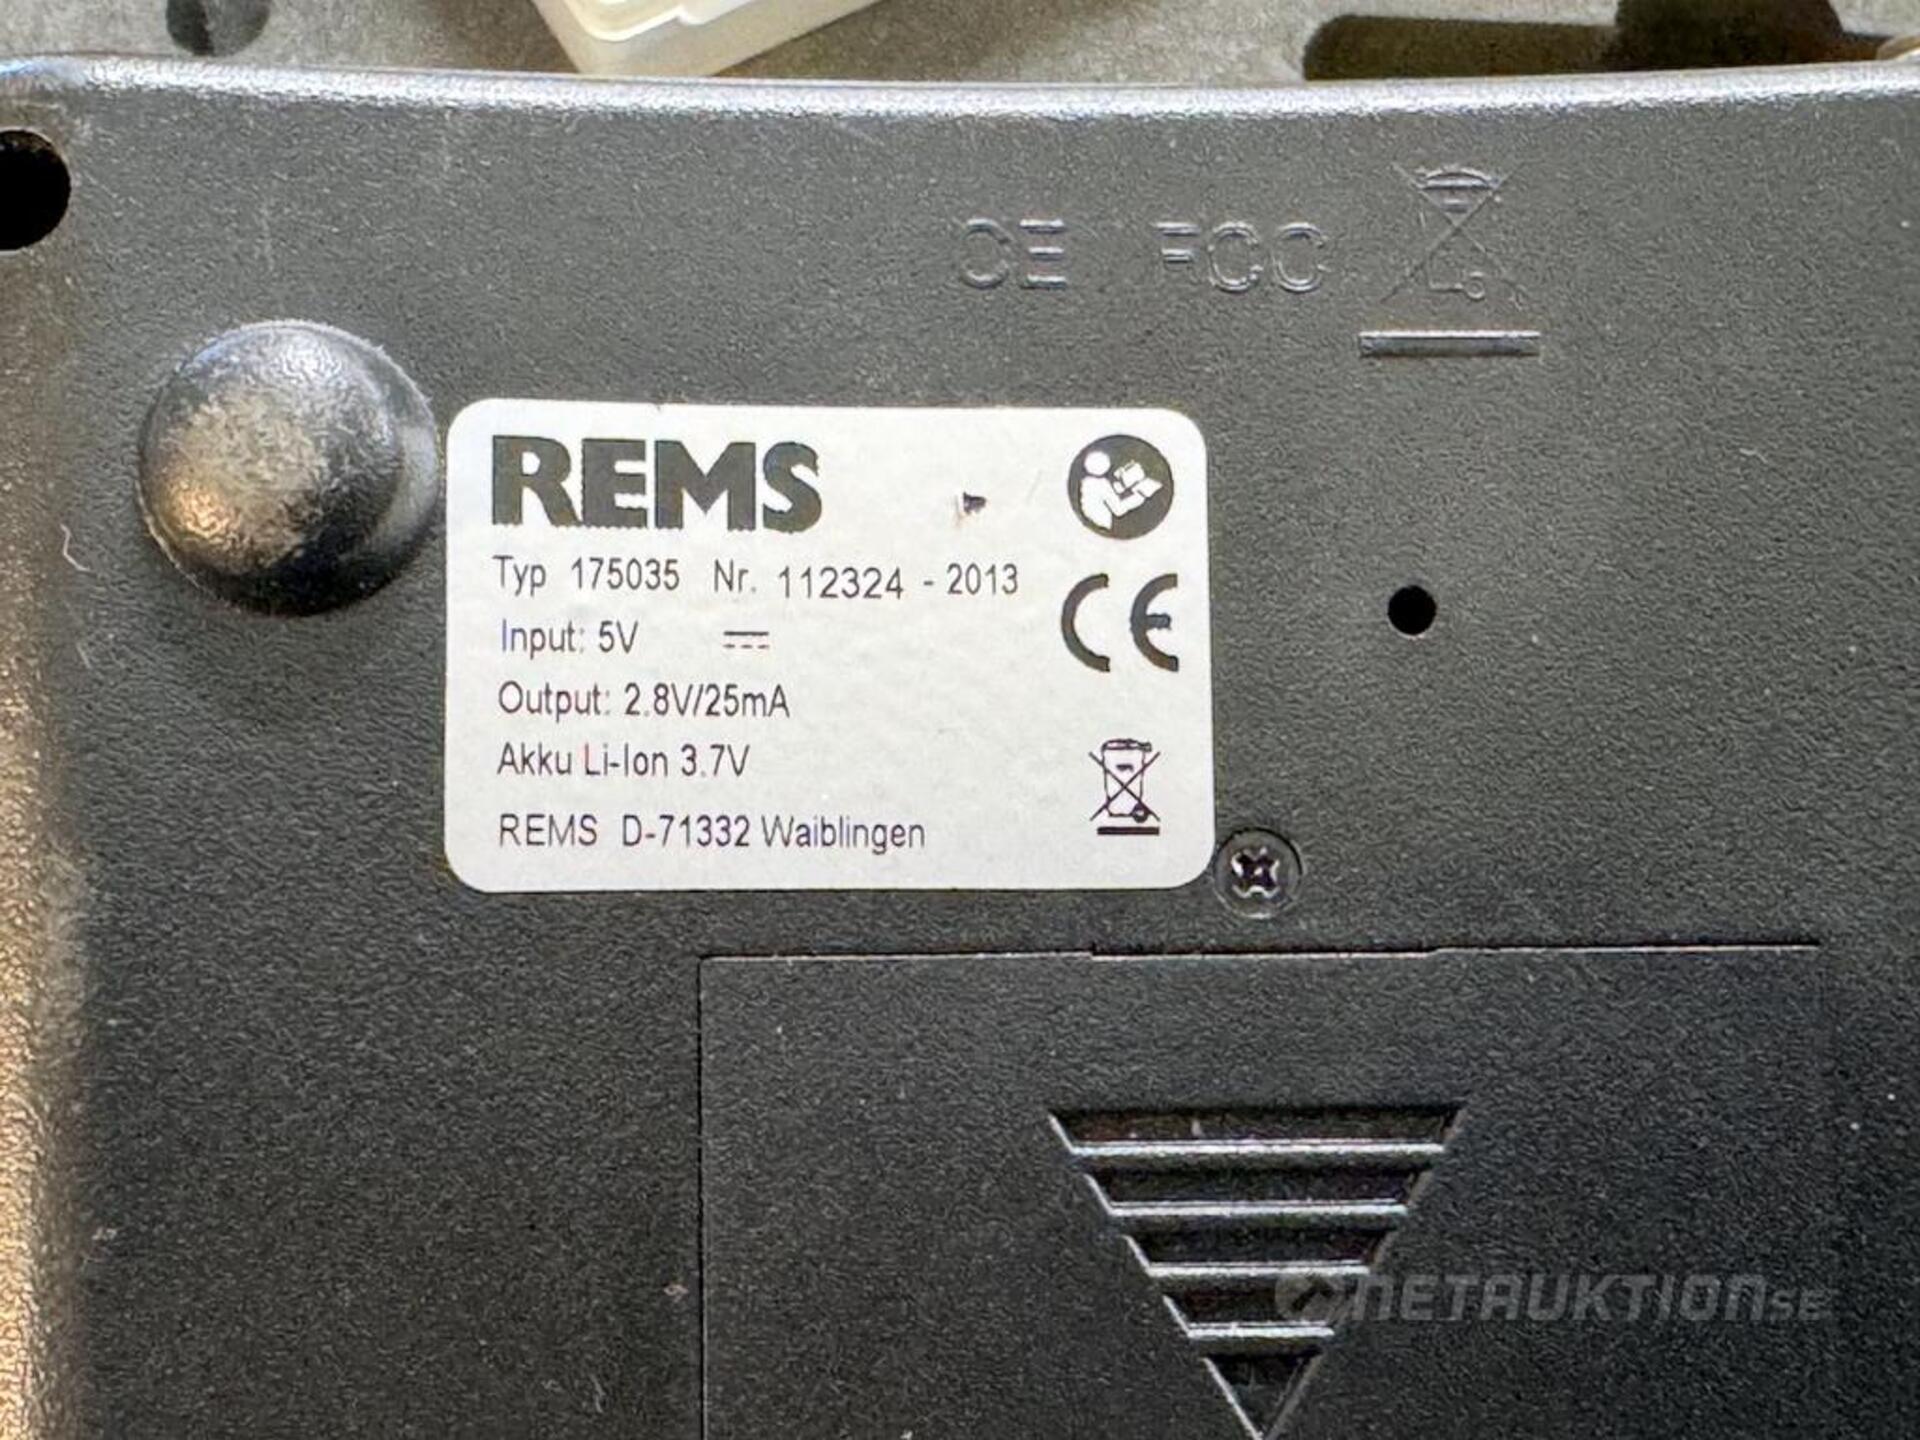 CE FCC
REMS
Typ 175035 Nr. 112324 - 2013
CE
Input: 5V
Output: 2.8V/25mA
Akku Li-Ion 3.7V
REMS D-71332 Waiblingen
NETAUKTION.SE